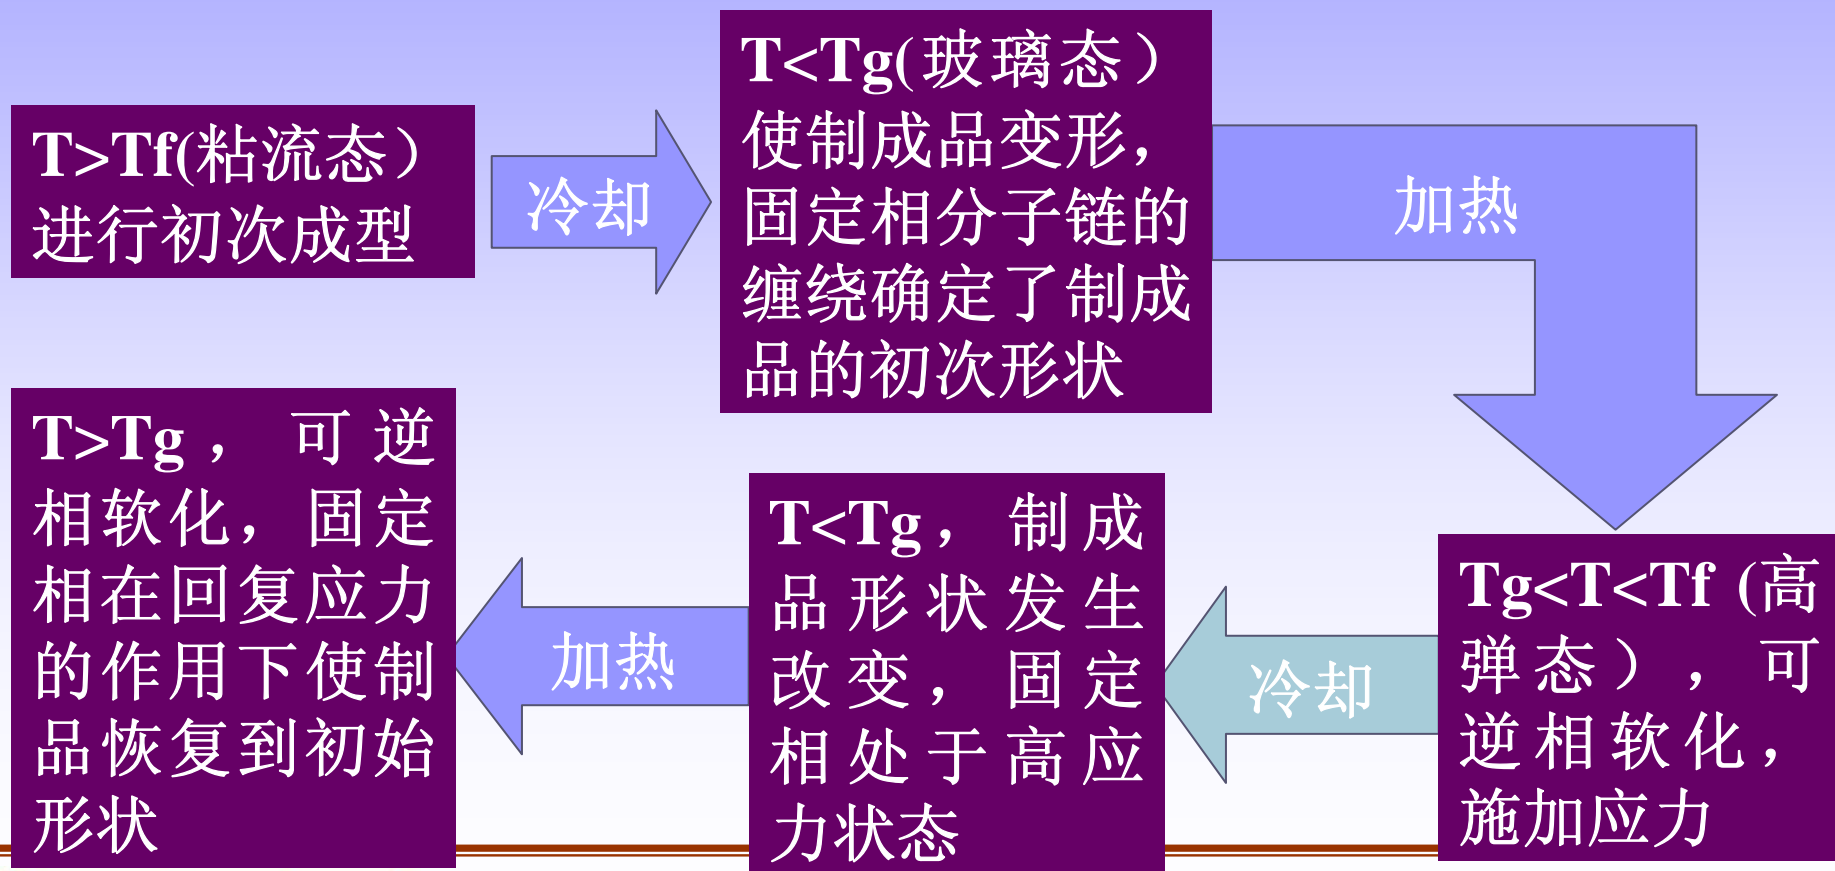 T>Tf(粘流态）
进行初次成型
冷却
T<Tg(玻璃态）
使制成品变形，
固定相分子链的
缠绕确定了制成
品的初次形状
加热
Tg<T<Tf (高
弹态），可
逆相软化，
施加应力
冷却
T<Tg，制成
品形状发生
改变，固定
相处于高应
力状态
加热
T>Tg，可逆
相软化，固定
相在回复应力
的作用下使制
品恢复到初始
形状